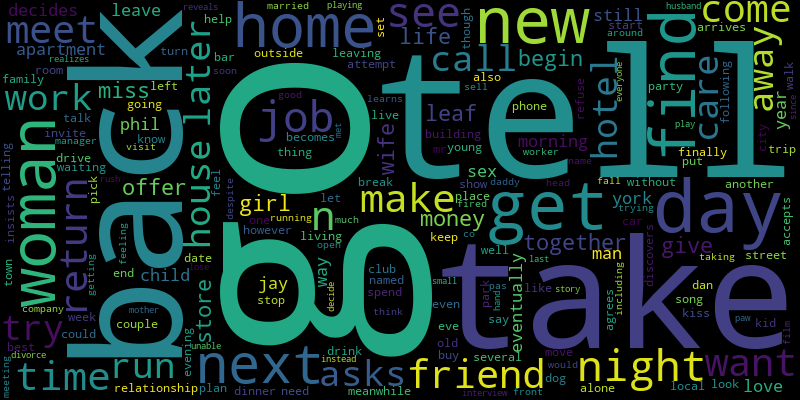 decides
leave
meet
apartment
realizes
room
family
work
miss
left
going
talk
phil
invite
know
manager
visit
drive
waiting
telling
insists
town
woman
return
pick
rush
offer
feeling
getting
end
child
back
company
mother
week
try
could
couple
best
divorce
time
run
meeting
relationship
reveals
married
playing
turn
help
set
though
bar
outside
leaving
soon
home
attempt
life
see
house later
job
good
learns
becomes
met
thing
live
wife
feel
break
despite
girl
let
one
running
n
much
however
living
open
way
date
store
jay
stop
club
named
spend
decide
think
small
rose
evening
unable
next
instead
drink
asks
plan
dinner
need
meanwhile
O
8
tell
take
call
begin
new
still
start
husband
around
come
arrives
away
also
sell
leaf
phone
building
mr
young
worker
morning
sex
show
daddy
head
place
fired
make
money
keep
co
get
together
well
last
park
like
story
pas
hand
say
even
eve
old
buy
several
eventually
friend
interview
front
hotel
everyone
refuse
name
find
party
play
care
following
year
since
walk
city
finally
put
trip
fall
without
another
york
trying
day
car
man
give
discovers
taking
street
accepts
dan
song
including
kiss
agrees
paw
kid
film
move
would
dog
night
alone
want
local
look
love